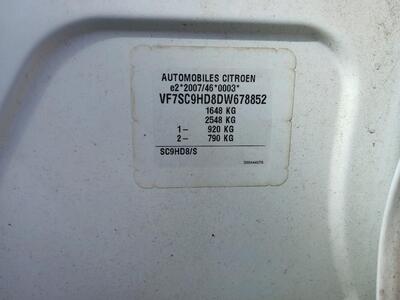 AUTOMOBILES CITROEN
e2*2007/46*0003*
VF7SC9HD8DW678852
1648 KG
2548 KG
1— 920 KG
2— 790 KG
SC9HD8/S